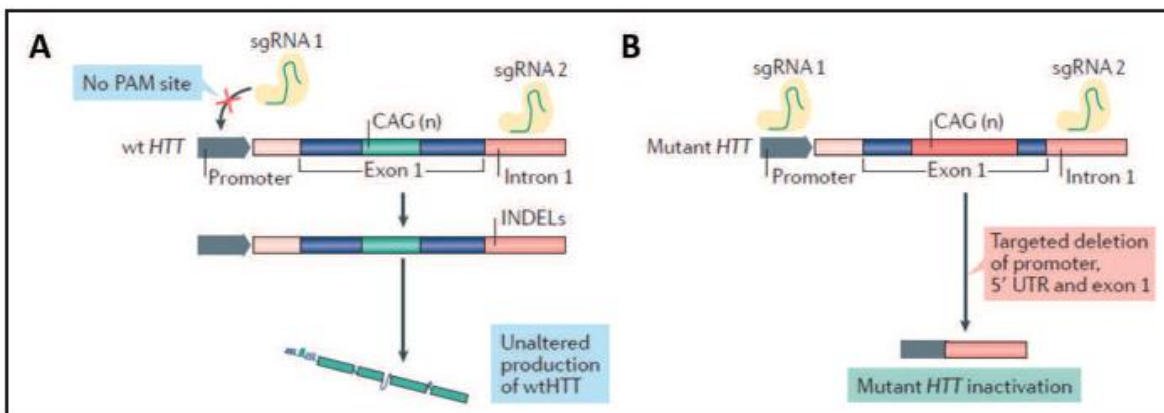 A
sgRNA 1
No PAM site
sgRNA 2
CAG (n)
wt HTT
Promoter
Exon 1
Intron 1
INDELs
Unaltered
production
of wtHTT
B
sgRNA 1
sgRNA 2
CAG (n)
Mutant HTT
Promoter
Exon 1
Intron 1
Targeted deletion
of promoter,
5′ UTR and exon 1
Mutant HTT inactivation